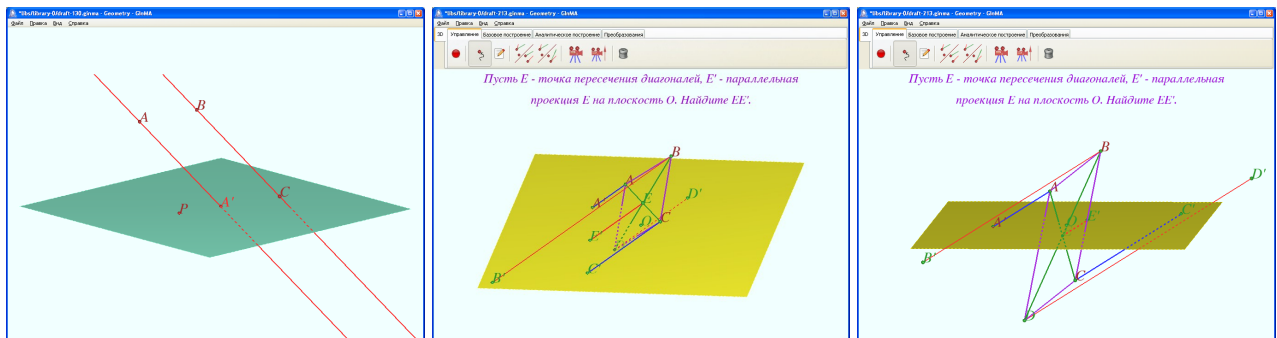 *libs/library-0/draft-130.ginma - Geometry - GInMA
Файл Правка Вид Справка
A
B
P
A'
C
*libs/library-0/draft-213.ginma - Geometry - GInMA
Файл Правка Вид Справка
3D Управление Базовое построение Аналитическое построение Преобразования
Пусть E - точка пересечения диагоналей, E' - параллельная
проекция E на плоскость O. Найдите EE'.
B
A
D'
A'
E
O
C
E'
C'
B'
*libs/library-0/draft-213.ginma - Geometry - GInMA
Файл Правка Вид Справка
3D Управление Базовое построение Аналитическое построение Преобразования
Пусть E - точка пересечения диагоналей, E' - параллельная
проекция E на плоскость O. Найдите EE'.
B
D'
A
C'
O
E'
A
B'
C
D